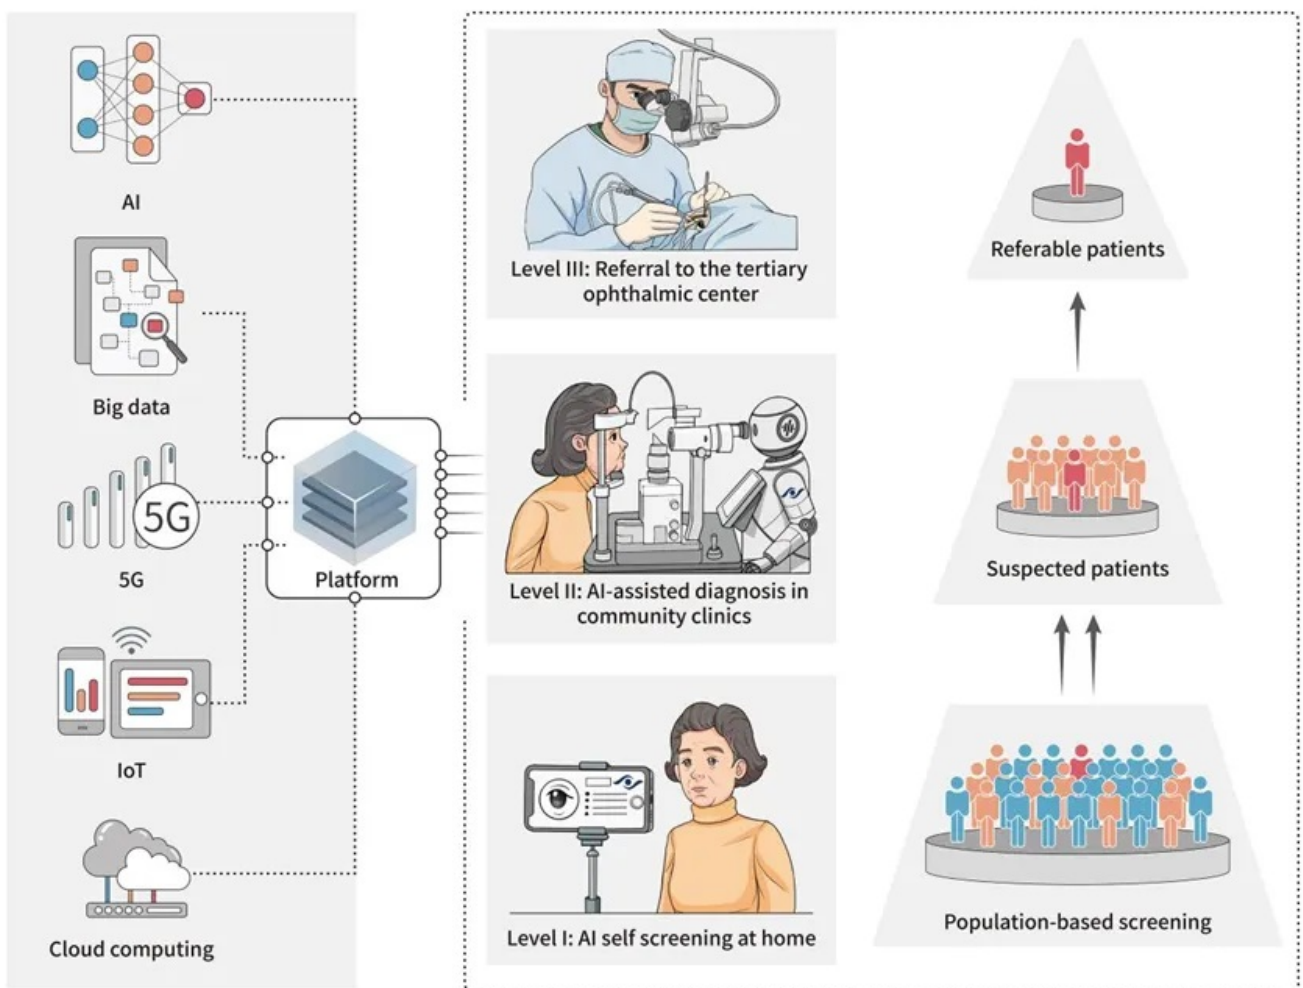 AI
Big data
5G
5G
IoT
Cloud computing
Platform
Level III: Referral to the tertiary
ophthalmic center
Level II: AI-assisted diagnosis in
community clinics
Level I: AI self screening at home
Referable patients
Suspected patients
Population-based screening